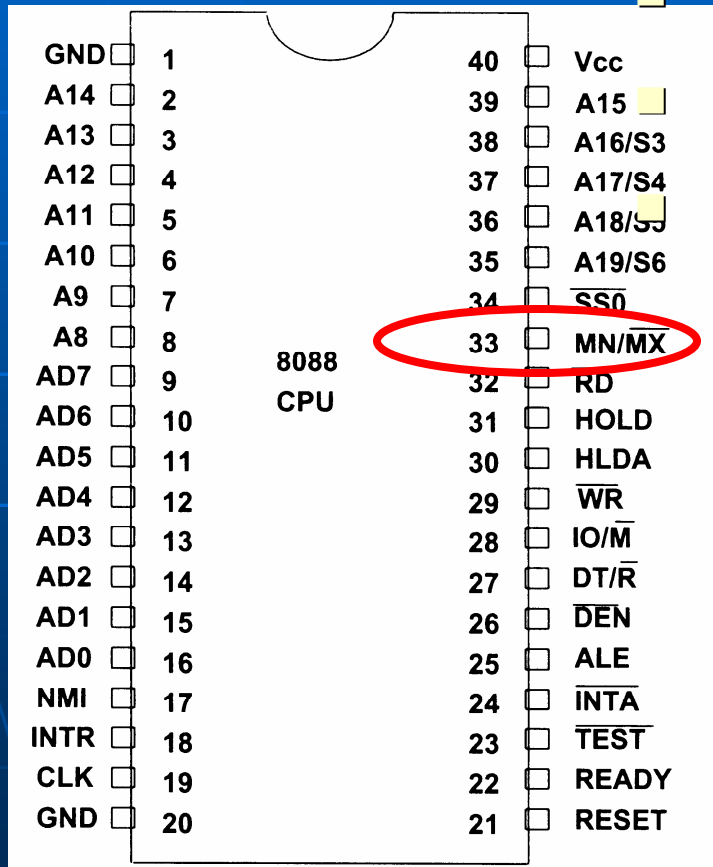 GND 1 40 Vcc
A14 2 39 A15
A13 3 38 A16/S3
A12 4 37 A17/S4
A11 5 36 A18/S5
A10 6 35 A19/S6
A9 7 34 SS0
A8 8 33 MN/MX
8088
AD7 9 32 RD
CPU
AD6 10 31 HOLD
AD5 11 30 HLDA
AD4 12 29 WR
AD3 13 28 IO/M
AD2 14 27 DT/R
AD1 15 26 DEN
AD0 16 25 ALE
NMI 17 24 INTA
INTR 18 23 TEST
CLK 19 22 READY
GND 20 21 RESET